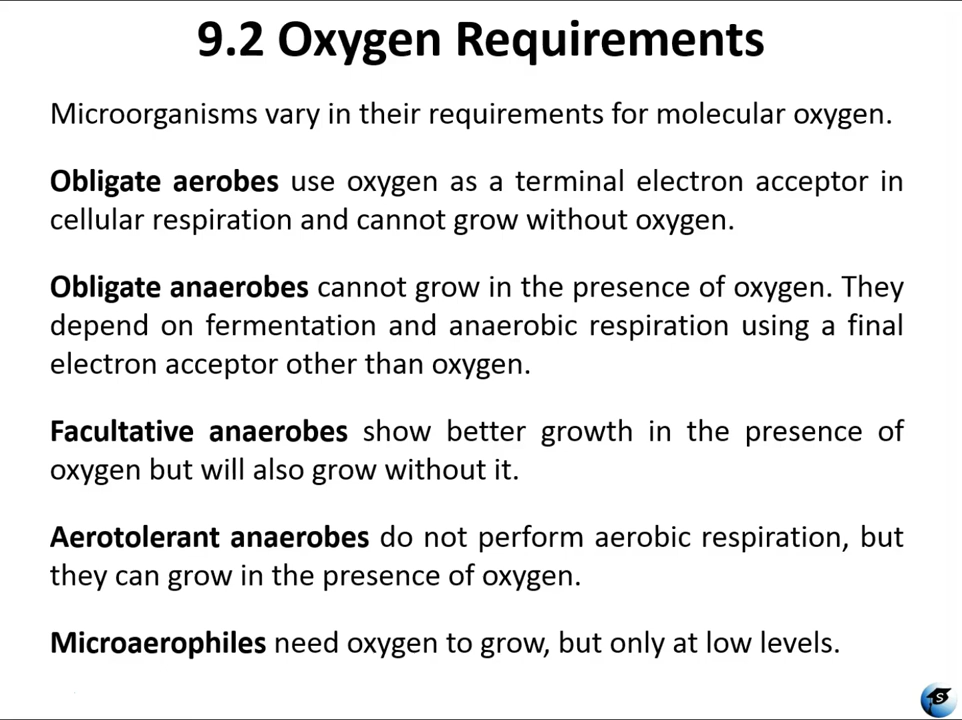 9.2 Oxygen Requirements
Microorganisms vary in their requirements for molecular oxygen.
Obligate aerobes use oxygen as a terminal electron acceptor in
cellular respiration and cannot grow without oxygen.
Obligate anaerobes cannot grow in the presence of oxygen. They
depend on fermentation and anaerobic respiration using a final
electron acceptor other than oxygen.
Facultative anaerobes show better growth in the presence of
oxygen but will also grow without it.
Aerotolerant anaerobes do not perform aerobic respiration, but
they can grow in the presence of oxygen.
Microaerophiles need oxygen to grow, but only at low levels.
S